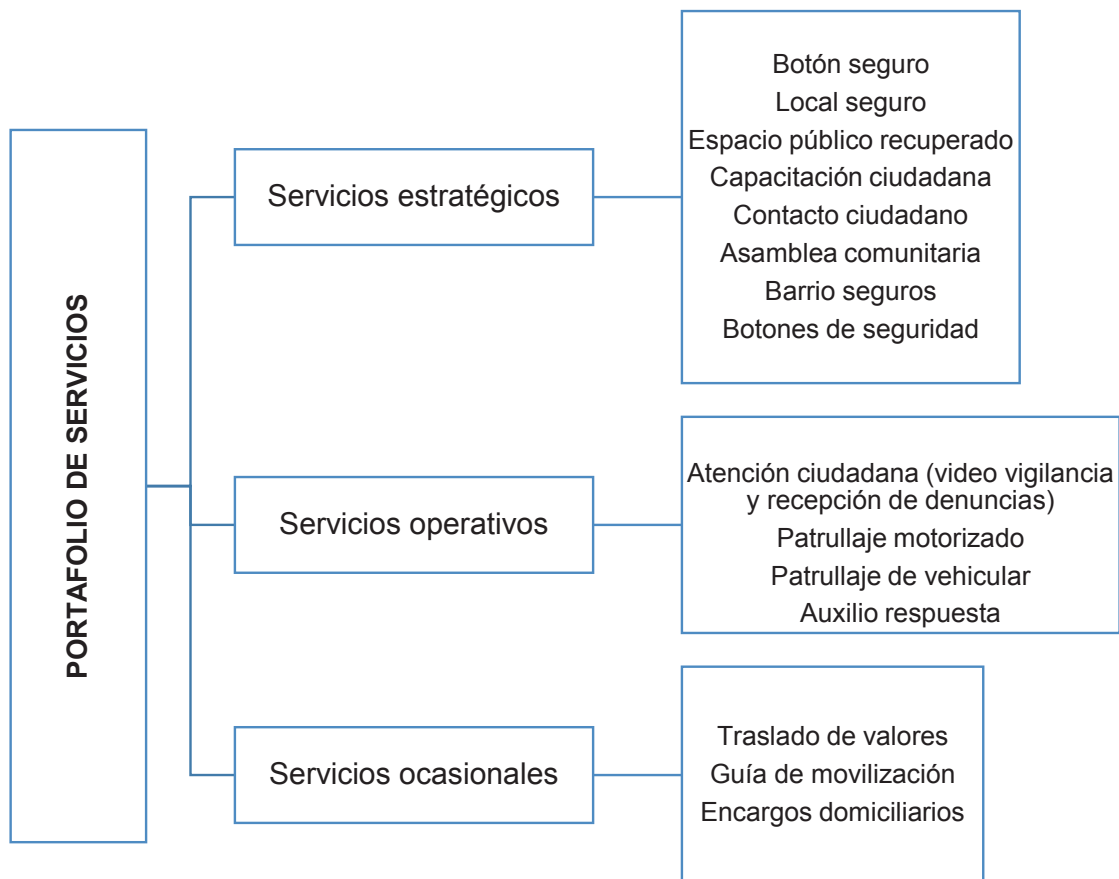 PORTAFOLIO DE SERVICIOS
Servicios estratégicos
Botón seguro
Local seguro
Espacio público recuperado
Capacitación ciudadana
Contacto ciudadano
Asamblea comunitaria
Barrio seguros
Botones de seguridad
Servicios operativos
Atención ciudadana (video vigilancia
y recepción de denuncias)
Patrullaje motorizado
Patrullaje de vehicular
Auxilio respuesta
Servicios ocasionales
Traslado de valores
Guía de movilización
Encargos domiciliarios